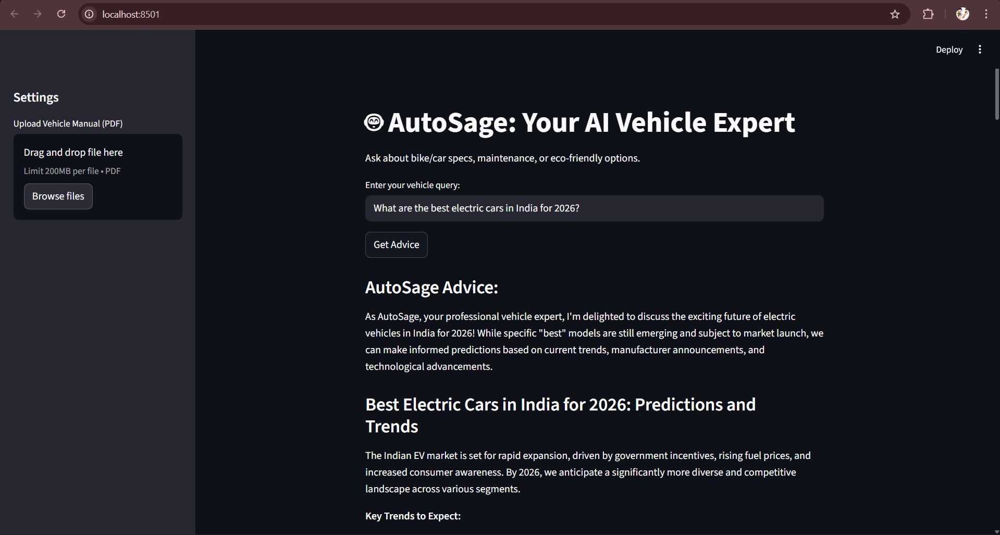 localhost:8501
Deploy
Settings
Upload Vehicle Manual (PDF)
Drag and drop file here
Limit 200MB per file • PDF
Browse files
AutoSage: Your AI Vehicle Expert
Ask about bike/car specs, maintenance, or eco-friendly options.
Enter your vehicle query:
What are the best electric cars in India for 2026?
Get Advice
AutoSage Advice:
As AutoSage, your professional vehicle expert, I'm delighted to discuss the exciting future of electric
vehicles in India for 2026! While specific "best" models are still emerging and subject to market launch, we
can make informed predictions based on current trends, manufacturer announcements, and
technological advancements.
Best Electric Cars in India for 2026: Predictions and
Trends
The Indian EV market is set for rapid expansion, driven by government incentives, rising fuel prices, and
increased consumer awareness. By 2026, we anticipate a significantly more diverse and competitive
landscape across various segments.
Key Trends to Expect: